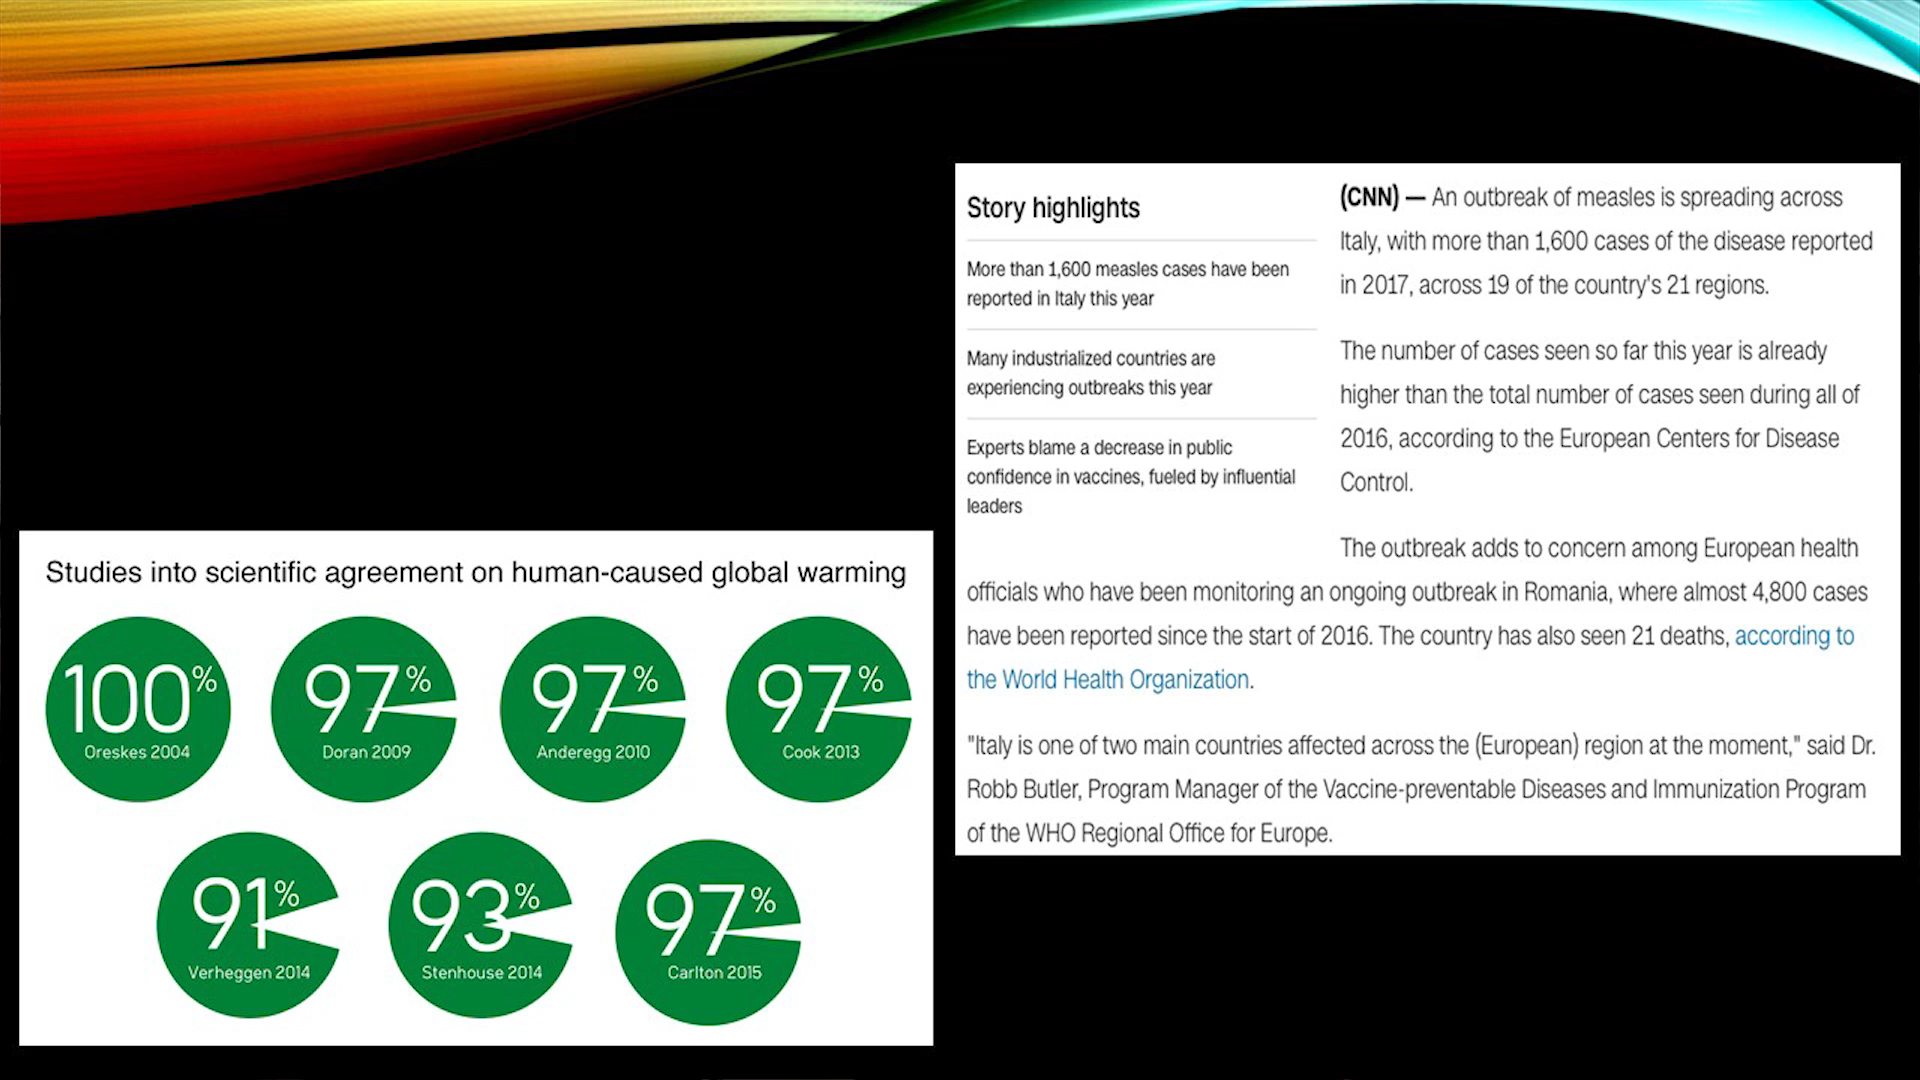 Story highlights
More than 1,600 measles cases have been
reported in Italy this year
Many industrialized countries are
experiencing outbreaks this year
Experts blame a decrease in public
confidence in vaccines, fueled by influential
leaders
(CNN) — An outbreak of measles is spreading across
Italy, with more than 1,600 cases of the disease reported
in 2017, across 19 of the country's 21 regions.
The number of cases seen so far this year is already
higher than the total number of cases seen during all of
2016, according to the European Centers for Disease
Control.
The outbreak adds to concern among European health
officials who have been monitoring an ongoing outbreak in Romania, where almost 4,800 cases
have been reported since the start of 2016. The country has also seen 21 deaths, according to
the World Health Organization.
"Italy is one of two main countries affected across the (European) region at the moment," said Dr.
Robb Butler, Program Manager of the Vaccine-preventable Diseases and Immunization Program
of the WHO Regional Office for Europe.
Studies into scientific agreement on human-caused global warming
100%
Oreskes 2004
97%
Doran 2009
97%
Anderegg 2010
97%
Cook 2013
91%
Verheggen 2014
93%
Stenhouse 2014
97%
Carlton 2015